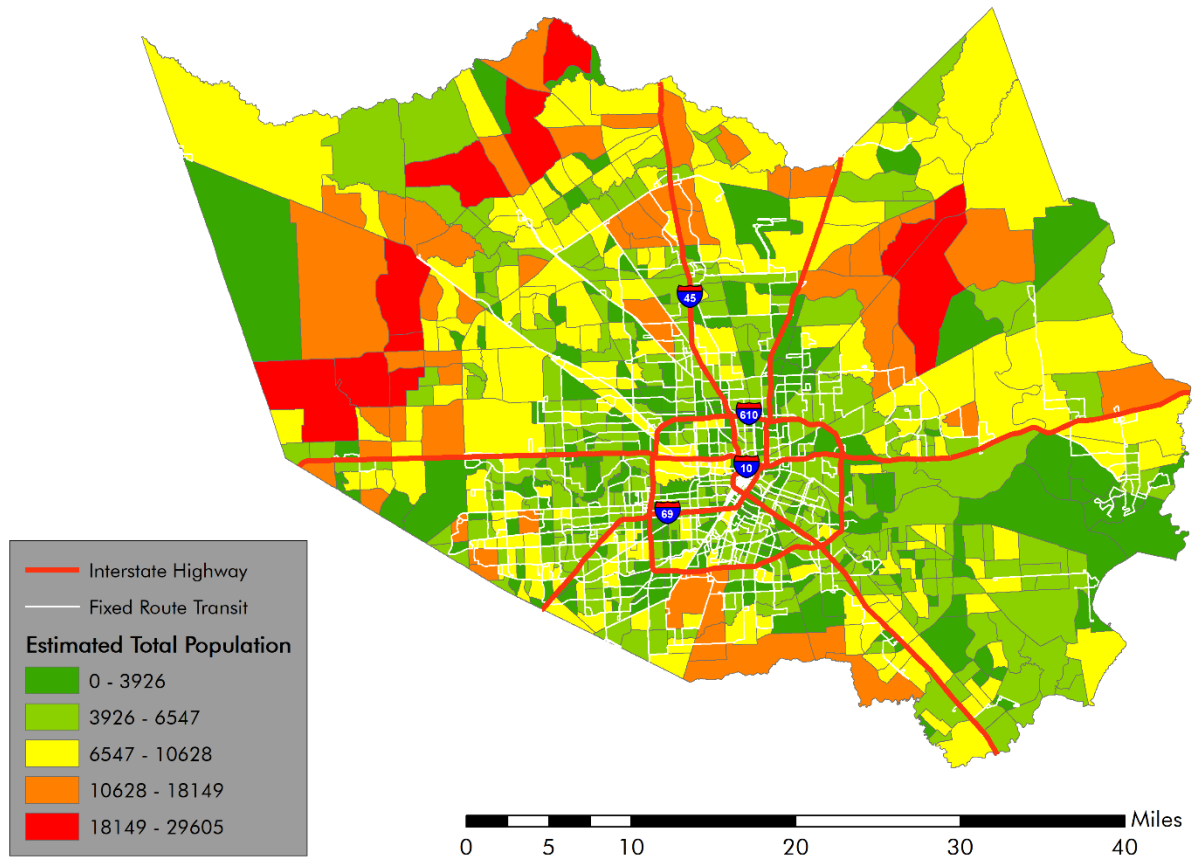 45
610
10
69
Interstate Highway
Fixed Route Transit
Estimated Total Population
0 - 3926
3926 - 6547
6547 - 10628
10628 - 18149
18149 - 29605
Miles
0 5 10 20 30 40